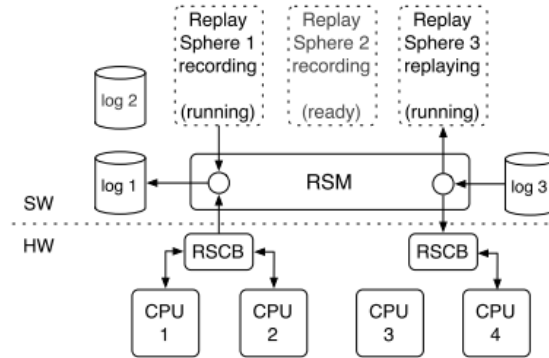 Replay
Sphere 1
recording
(running)
Replay
Sphere 2
recording
(ready)
Replay
Sphere 3
replaying
(running)
log 2
log 1
RSM
log 3
SW
HW
RSCB
RSCB
CPU
1
CPU
2
CPU
3
CPU
4